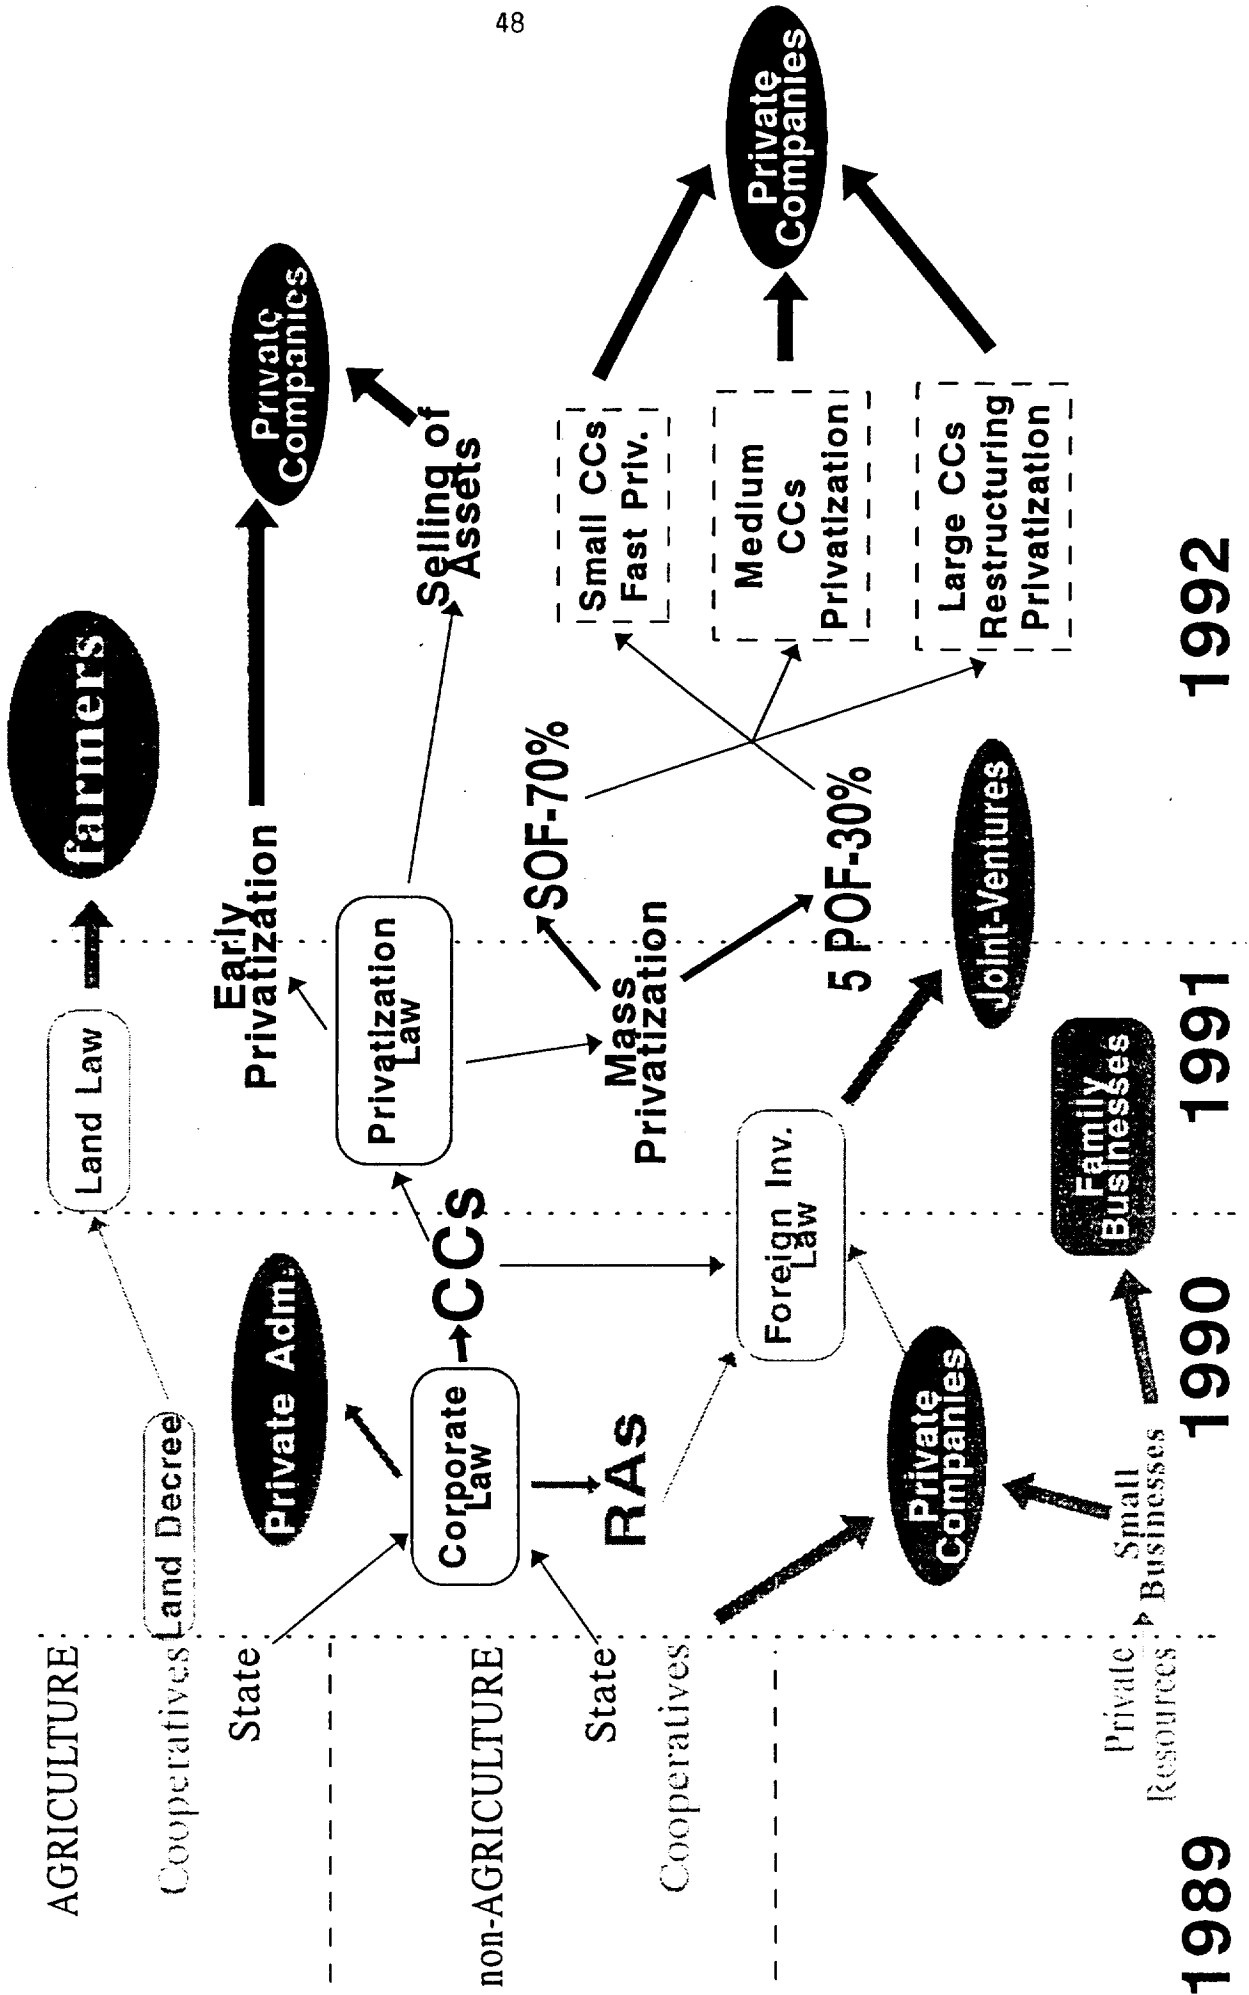 48
AGRICULTURE
Cooperatives
State
Land Decree
Land Law
farmers
Private Adm.
Early
Privatization
Private
Companies
Privatization
Law
Selling of
Assets
non-AGRICULTURE
State
Cooperatives
Corporate
Law
CCs
RAs
Mass
Privatization
SOF-70%
5 POF-30%
Small CCs
Fast Priv.
Medium
CCs
Privatization
Large CCs
Restructuring
Privatization
Private
Companies
Foreign Inv.
Law
Joint-Ventures
Private
Companies
Private
Resources
Small
Businesses
Family
Businesses
1989
1990
1991
1992